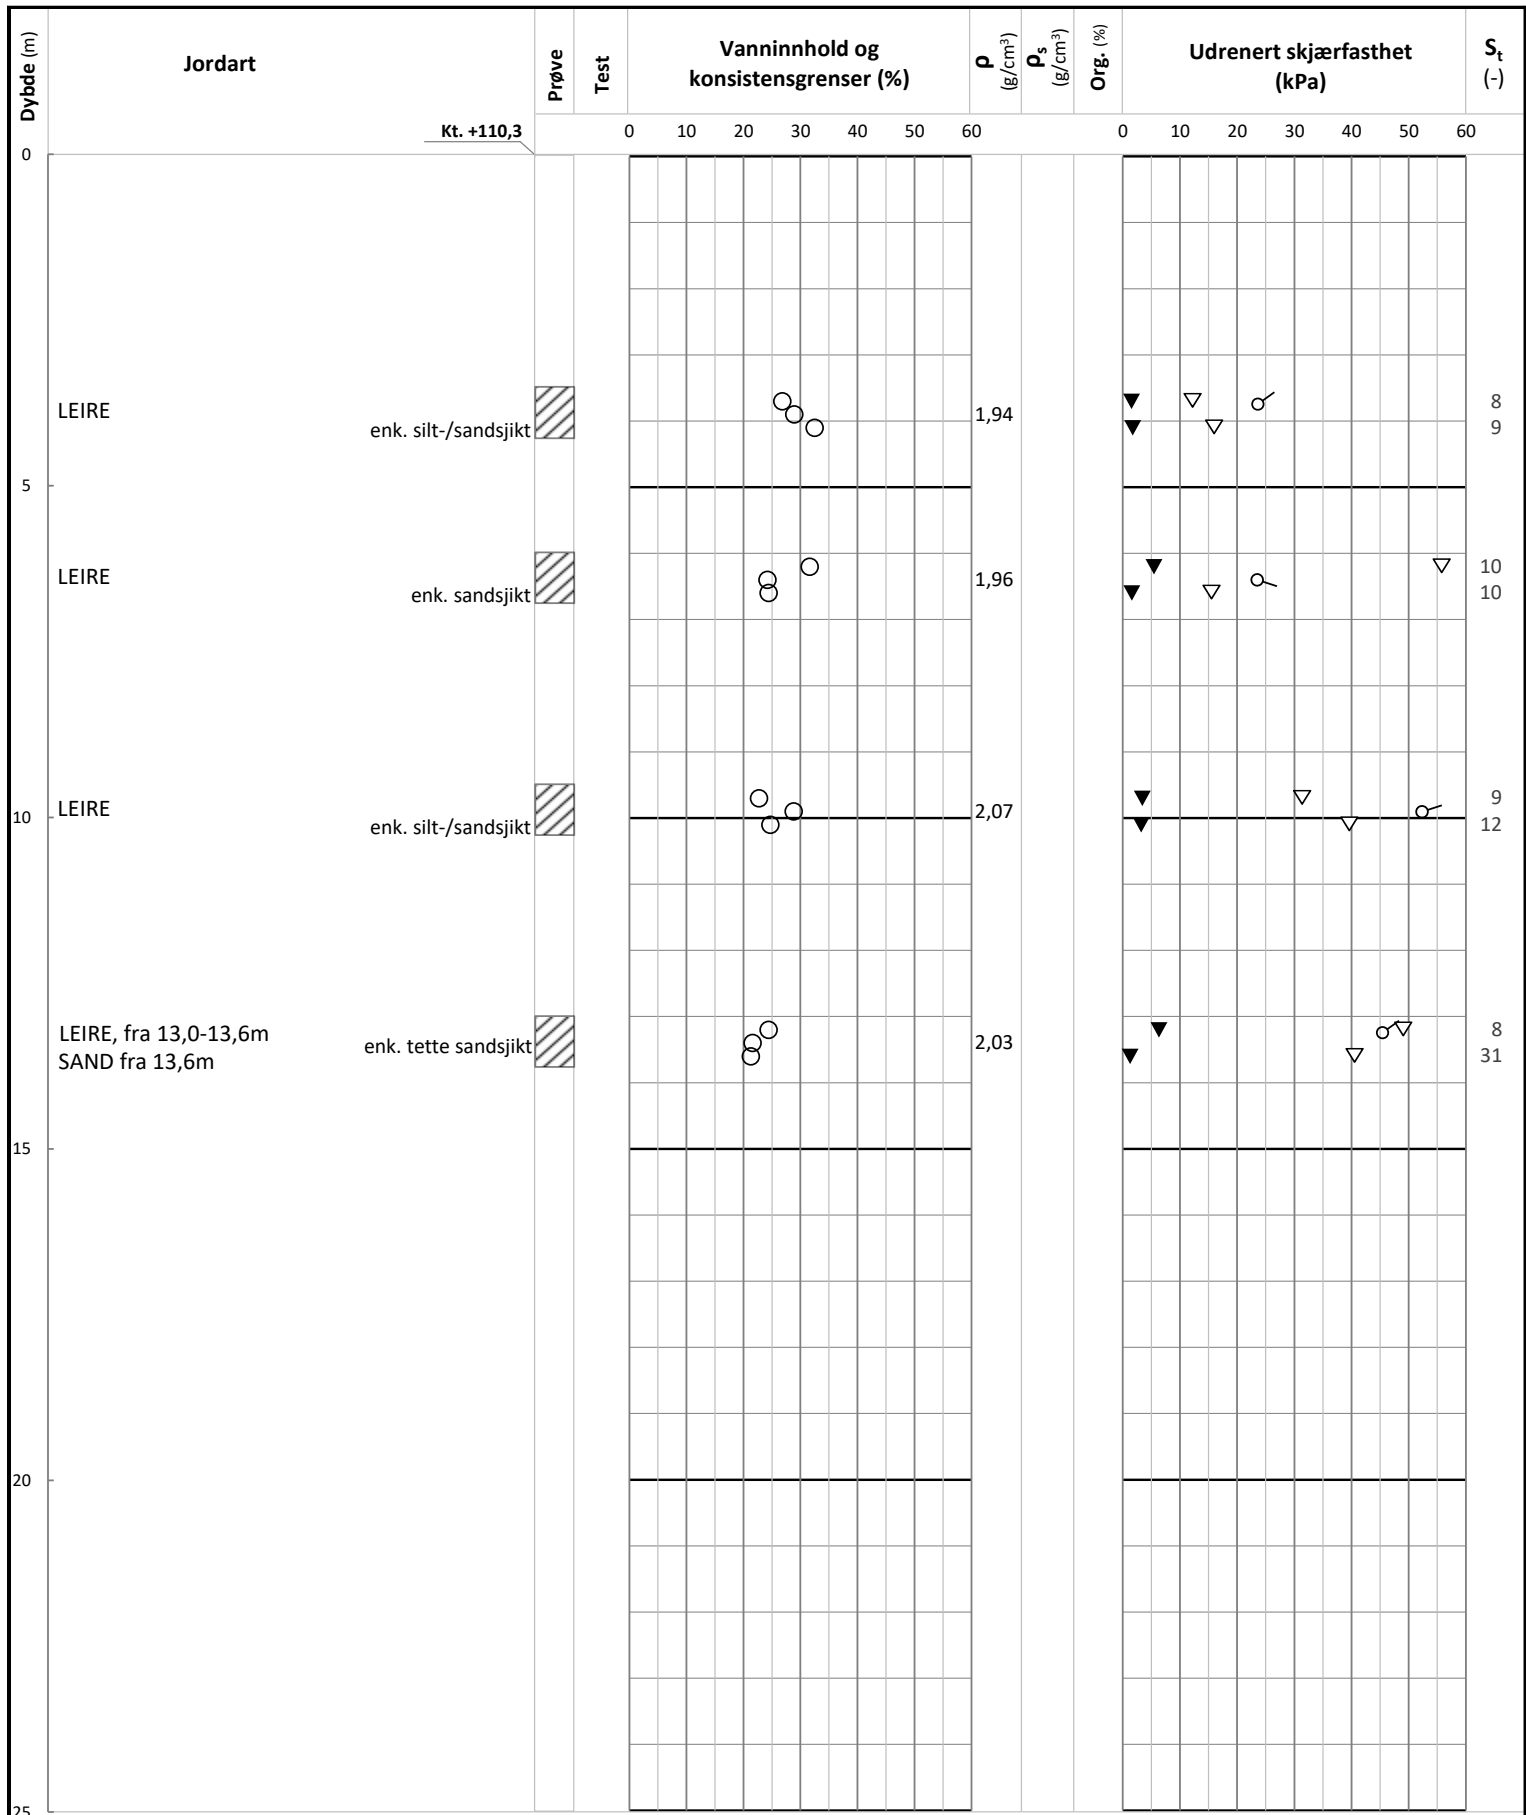 Dybde (m)
Jordart
Prøve
Test
Vanninnhold og
konsistensgrenser (%)
ρ
(g/cm³)
ρs
(g/cm³)
Org. (%)
Udrenert skjærfasthet
(kPa)
St
(-)
Kt. +110,3
0 10 20 30 40 50 60
0 10 20 30 40 50 60
0
LEIRE
enk. silt-/sandsjikt
1,94
8
9
5
LEIRE
enk. sandsjikt
1,96
10
10
LEIRE
enk. silt-/sandsjikt
10
2,07
9
12
LEIRE, fra 13,0-13,6m
SAND fra 13,6m
enk. tette sandsjikt
2,03
8
31
15
20
25